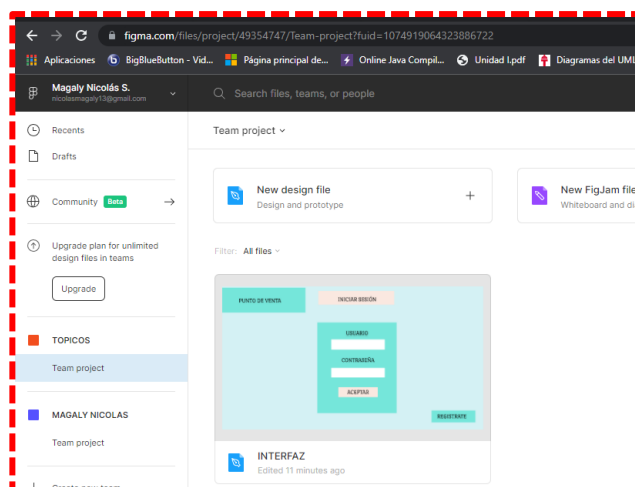 figma.com/files/project/49354747/Team-project?fuid=1074919064323886722
Aplicaciones BigBlueButton - Vid... Página principal de... Online Java Compil... Unidad I.pdf Diagramas del UML
Magaly Nicolás S.
nicolasmagaly13@gmail.com
Search files, teams, or people
Recents
Drafts
Community Beta
Upgrade plan for unlimited
design files in teams
Upgrade
TOPICOS
Team project
MAGALY NICOLAS
Team project
Create new team
Team project
New design file
Design and prototype
New FigJam file
Whiteboard and di
Filter: All files
PUNTO DE VENTA
INICIAR SESIÓN
USUARIO
CONTRASEÑA
ACEPTAR
REGISTRATE
INTERFAZ
Edited 11 minutes ago